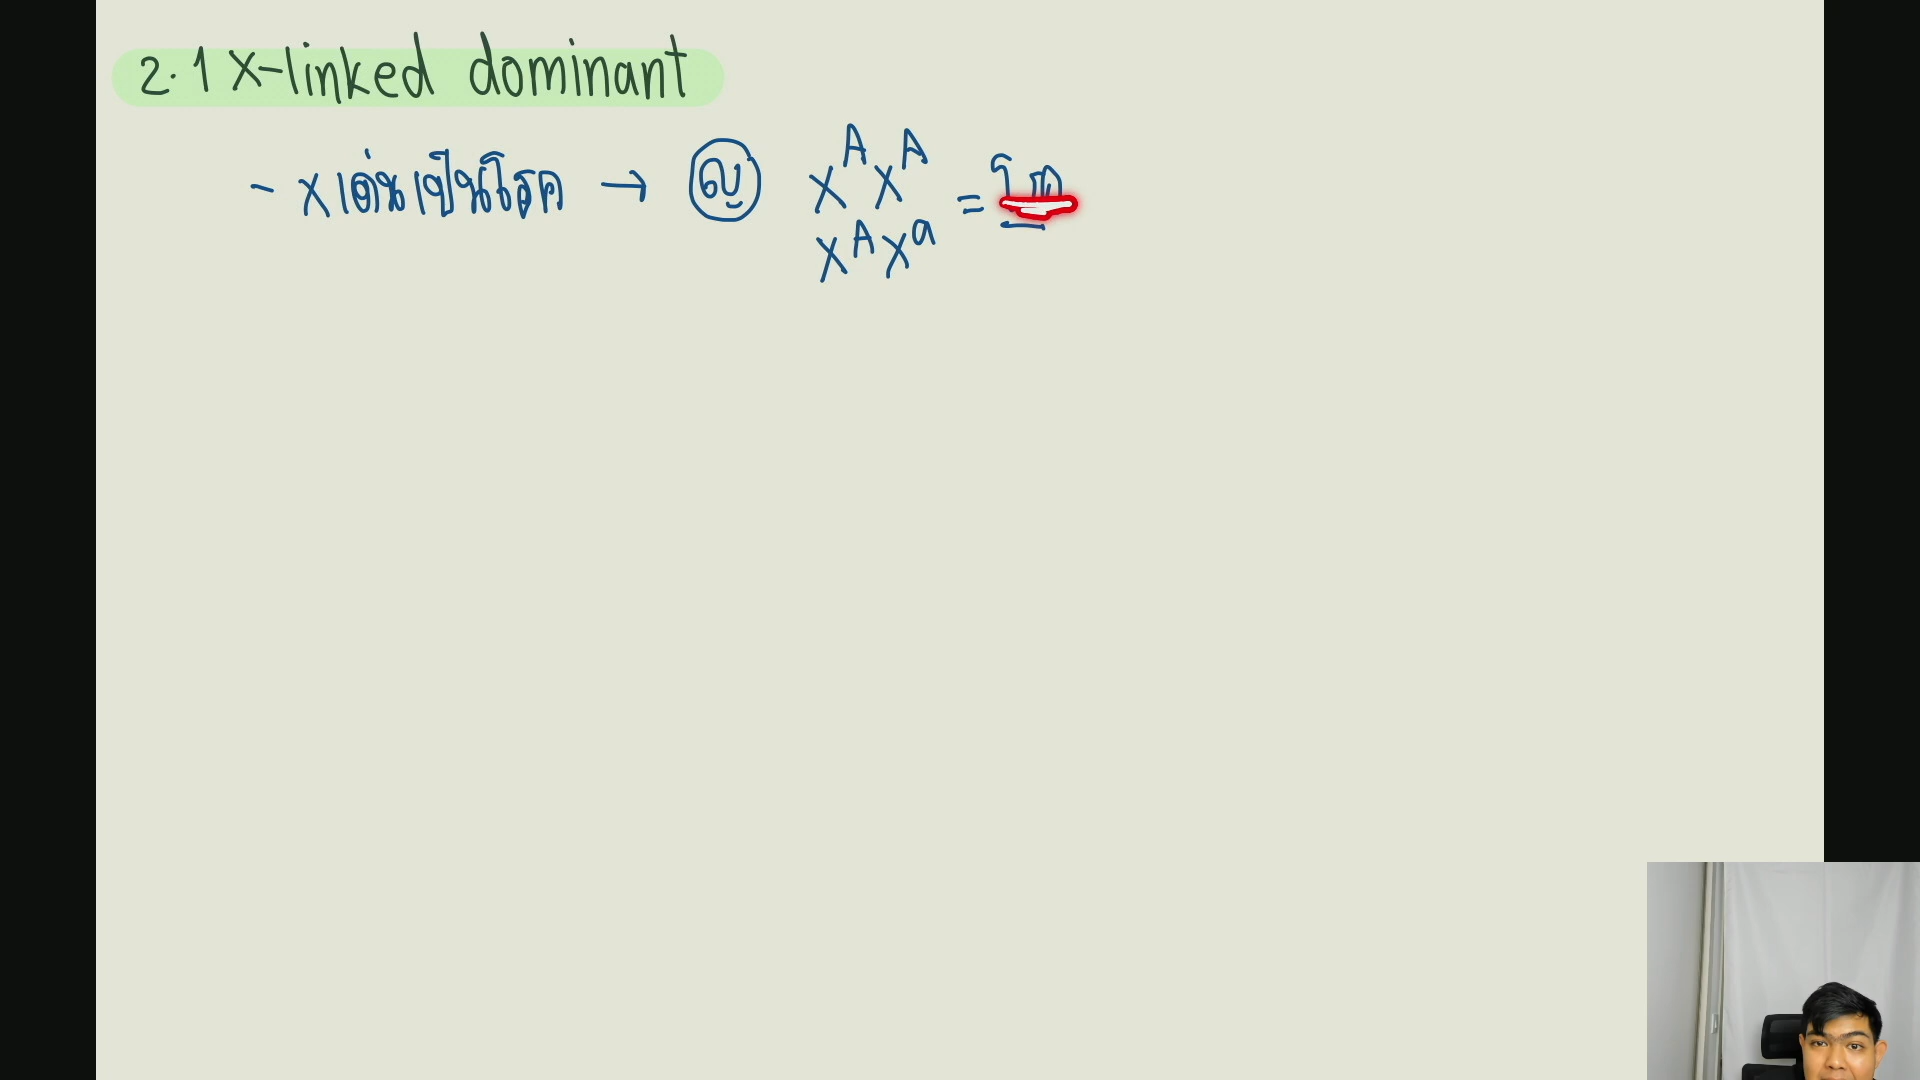 2.1 X-linked dominant
- X เด่นเป็นโรค → ญ X^A X^A =
X^A X^a